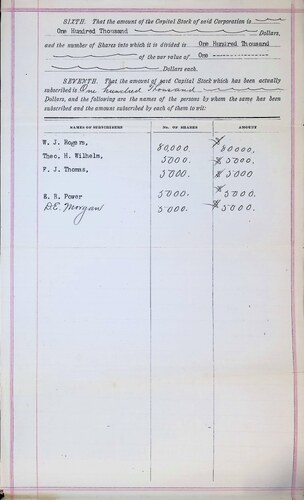 SIXTH. That the amount of the Capital Stock of said Corporation is
One Hundred Thousand Dollars,
and the number of Shares into which it is divided is One Hundred Thousand
of the par value of One
Dollars each.
SEVENTH. That the amount of said Capital Stock which has been actually
subscribed is One hundred Thousand
Dollars, and the following are the names of the persons by whom the same has been
subscribed and the amount subscribed by each of them to wit:
NAMES OF SUBSCRIBERS NO. OF SHARES AMOUNT
W. J. Rogers, 80,000. $ 80000.
Theo. H. Wilhelm, 5000. $ 5000.
F. J. Thomas, 5000. $ 5000
H. R. Power 5000. $ 5000.
D.E. Morgan 5000. $ 5000.